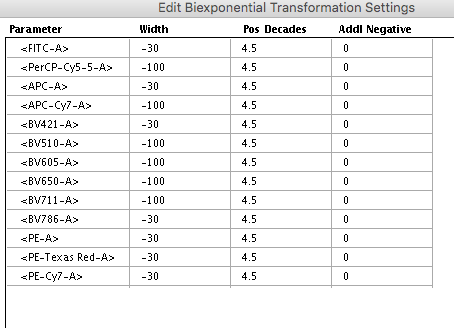 Edit Biexponential Transformation Settings
Parameter Width Pos Decades Addl Negative
<FITC-A> -30 4.5 0
<PerCP-Cy5-5-A> -100 4.5 0
<APC-A> -30 4.5 0
<APC-Cy7-A> -100 4.5 0
<BV421-A> -30 4.5 0
<BV510-A> -100 4.5 0
<BV605-A> -100 4.5 0
<BV650-A> -100 4.5 0
<BV711-A> -100 4.5 0
<BV786-A> -30 4.5 0
<PE-A> -30 4.5 0
<PE-Texas Red-A> -30 4.5 0
<PE-Cy7-A> -30 4.5 0